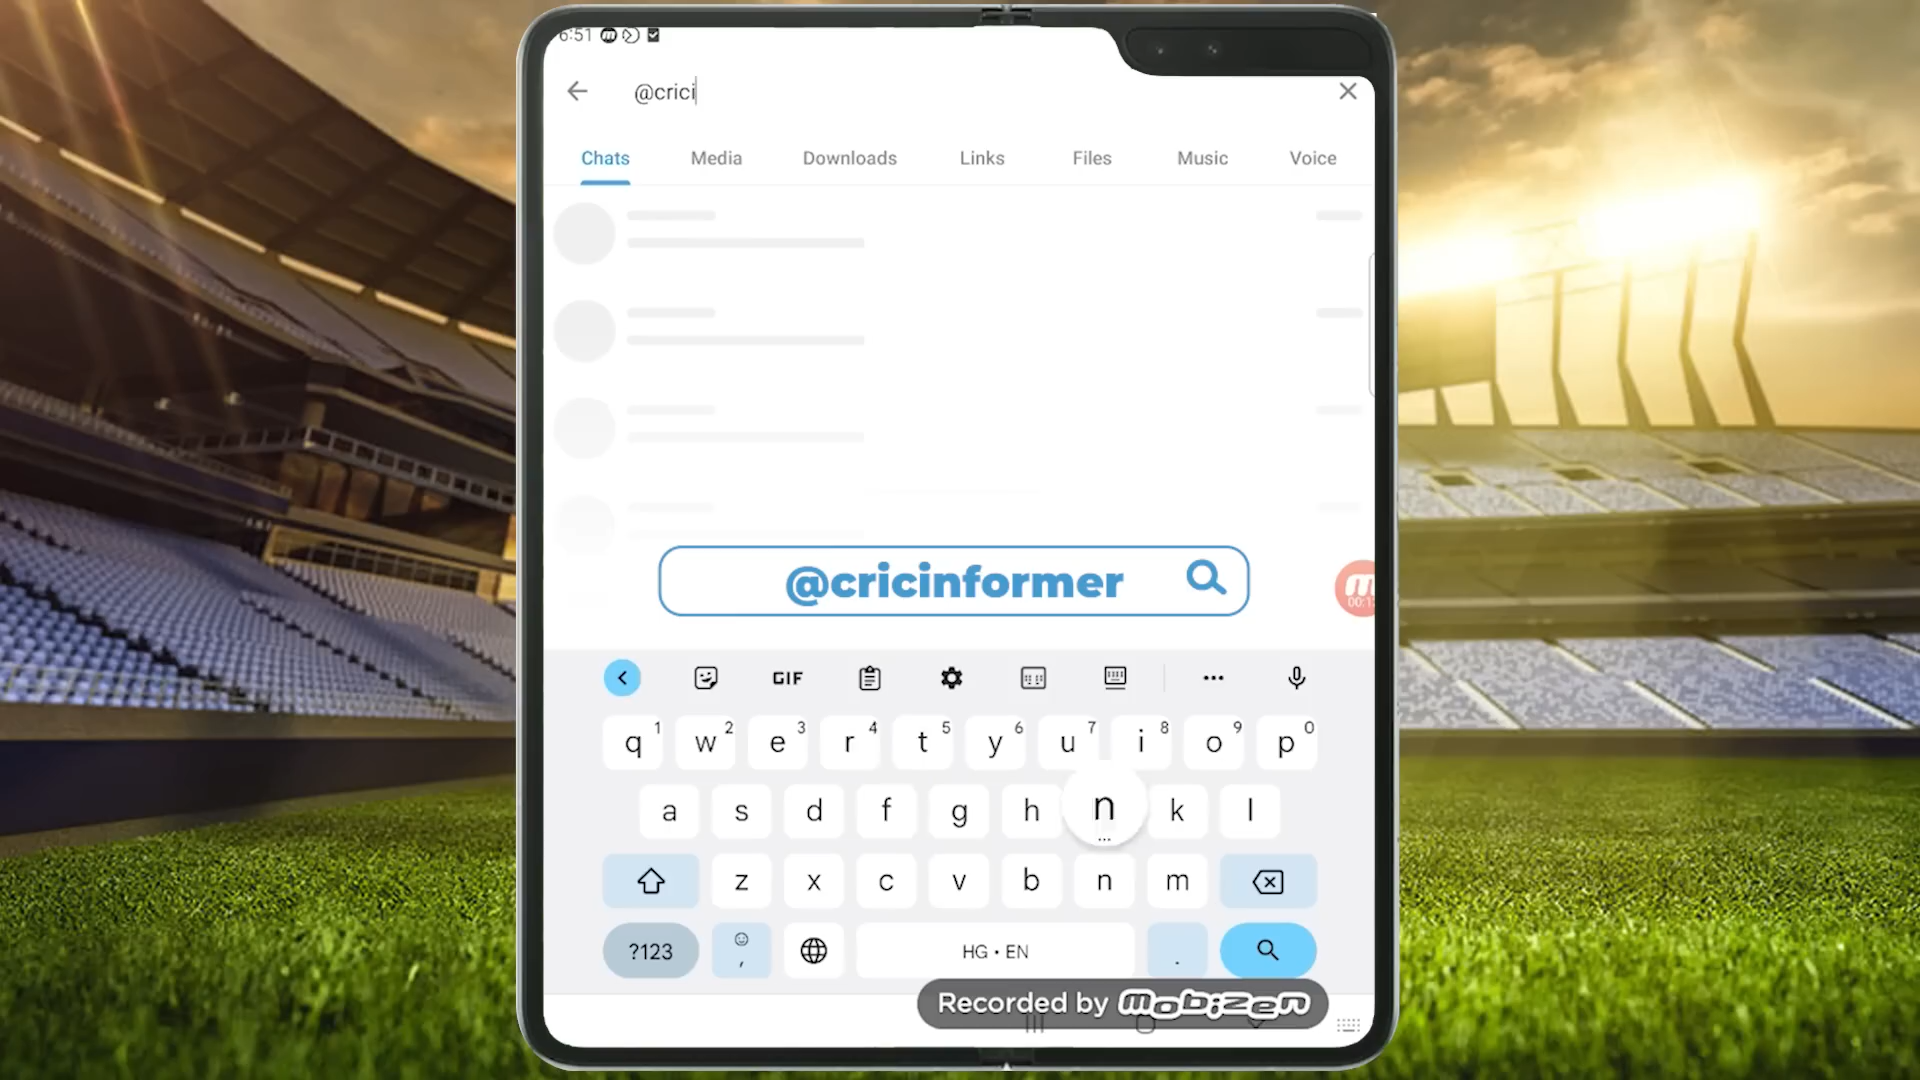 6:51
@crici
Chats Media Downloads Links Files Music Voice
@cricinformer
GIF
q 1 w 2 e 3 r 4 t 5 y 6 u 7 i 8 o 9 p 0
a s d f g h n k l
z x c v b n m
?123 , HG • EN .
Recorded by mobizen